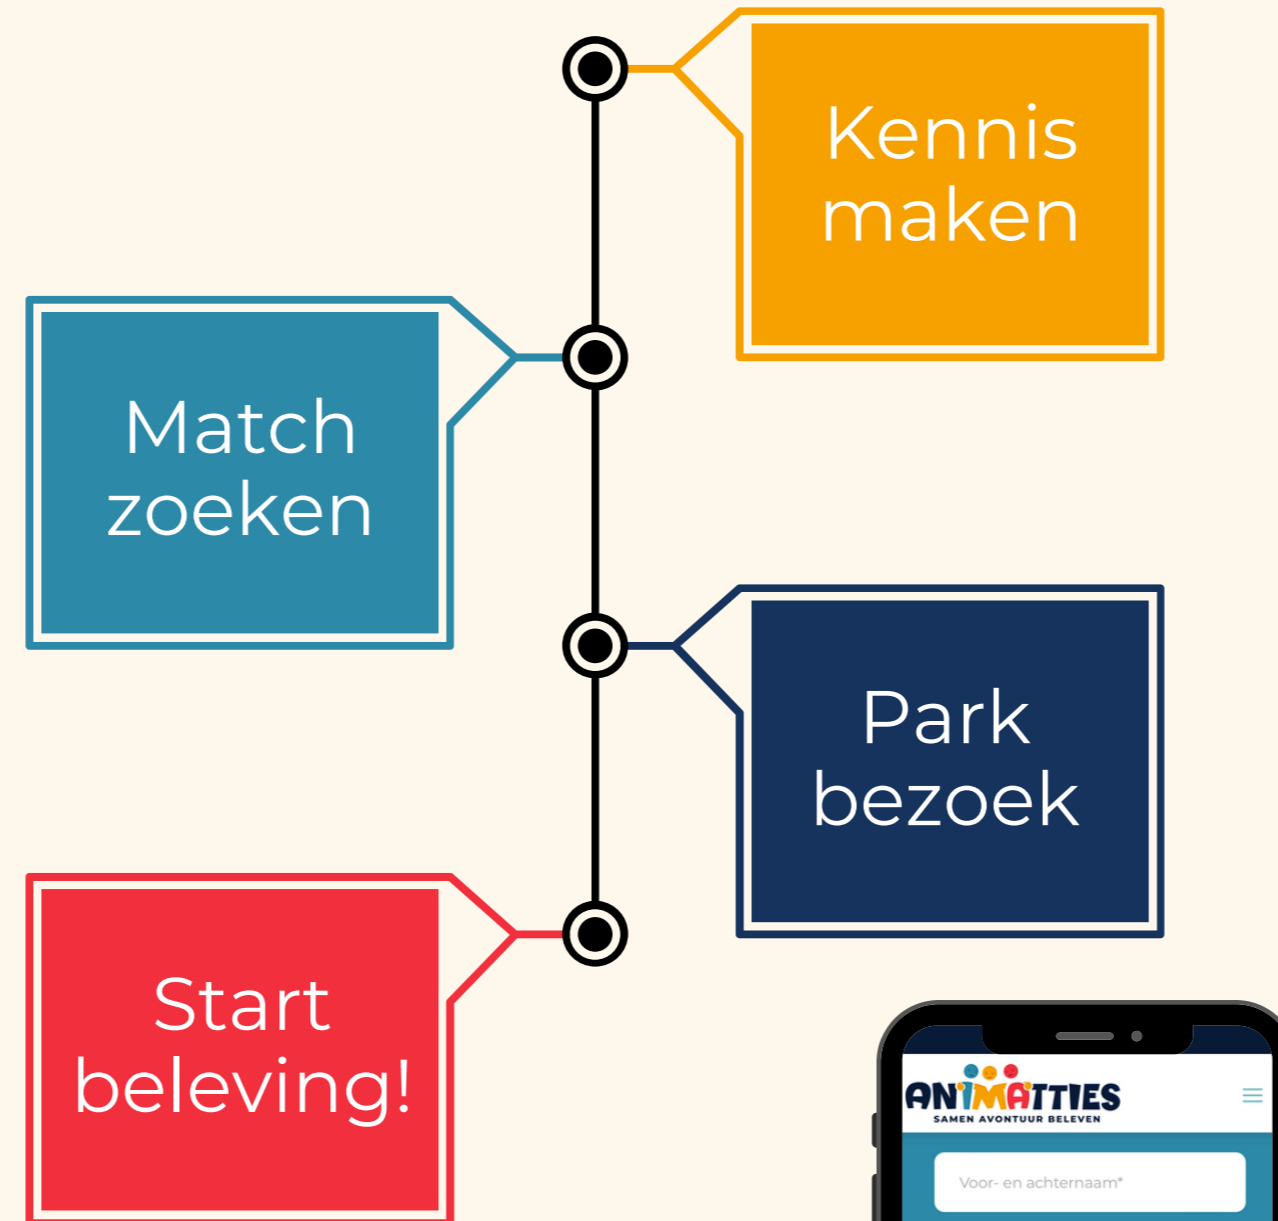 Kennis
maken
Match
zoeken
Park
bezoek
Start
beleving!
ANIMATTIES
SAMEN AVONTUUR BELEVEN
Voor- en achternaam*